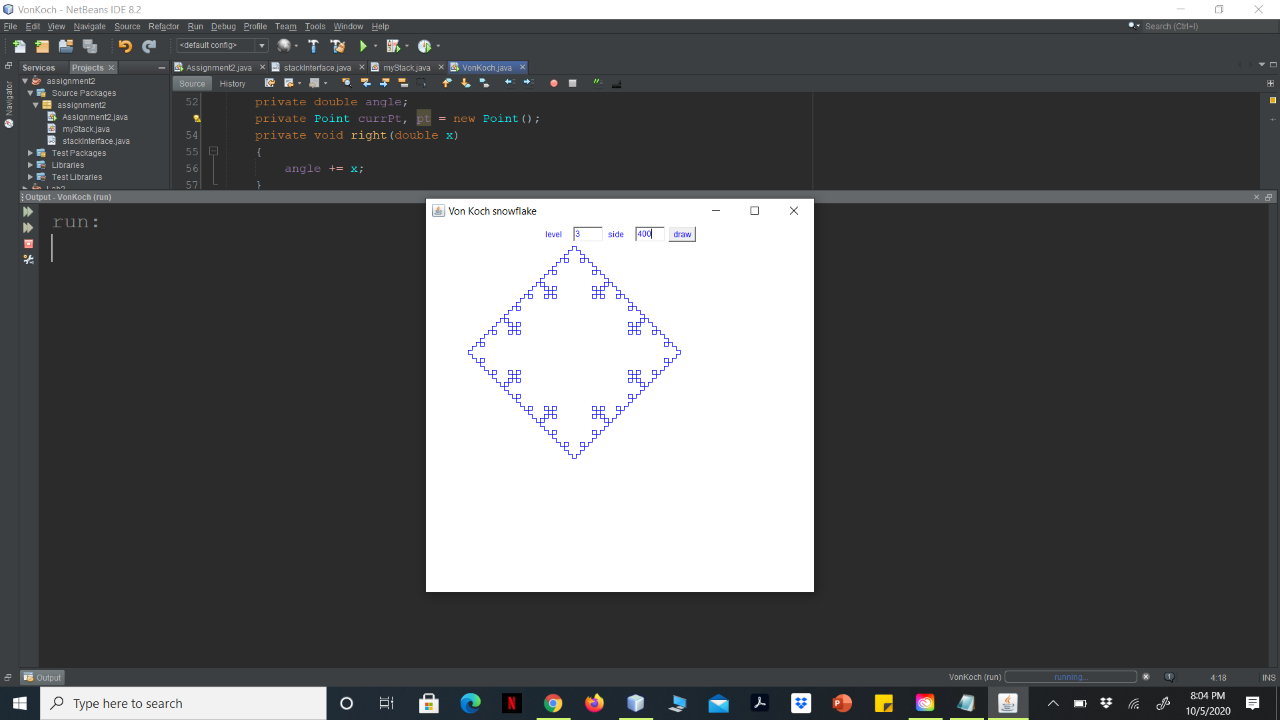 VonKoch - NetBeans IDE 8.2
File Edit View Navigate Source Refactor Run Debug Profile Team Tools Window Help
Search (Ctrl+I)
<default config>
Services Projects
Assignment2.java stackInterface.java myStack.java VonKoch.java
Navigator
Source History
assignment2
Source Packages
assignment2
Assignment2.java
myStack.java
stackInterface.java
Test Packages
Libraries
Test Libraries
52 private double angle;
private Point currPt, pt = new Point();
54 private void right(double x)
55 {
56 angle += x;
57 }
Output - VonKoch (run)
run:
Von Koch snowflake
level 3 side 400 draw
Output
VonKoch (run) running... 1 4:18 INS
Type here to search
8:04 PM
10/5/2020